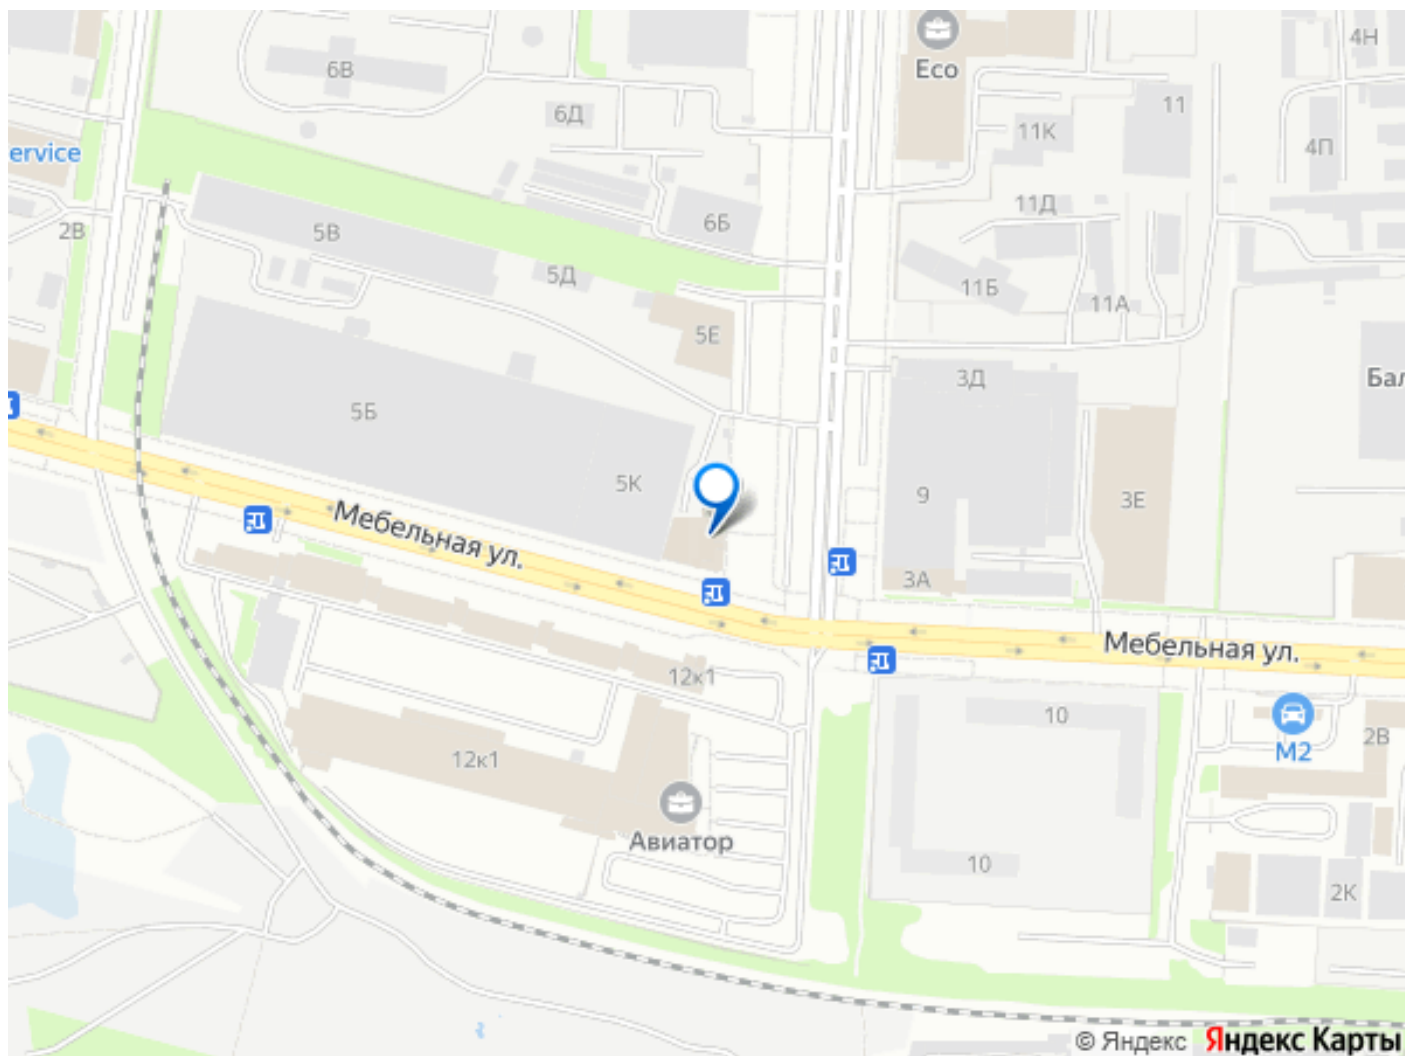 4Н
6В
Eco
11
6Д
11К
4П
ervice
11Д
6Б
2В
5В
5Д
11Б
11А
5Е
3Д
Бал
5Б
5К
9
3Е
Мебельная ул.
3А
Мебельная ул.
12к1
10
2В
М2
12к1
Авиатор
10
2К
© Яндекс Яндекс Карты